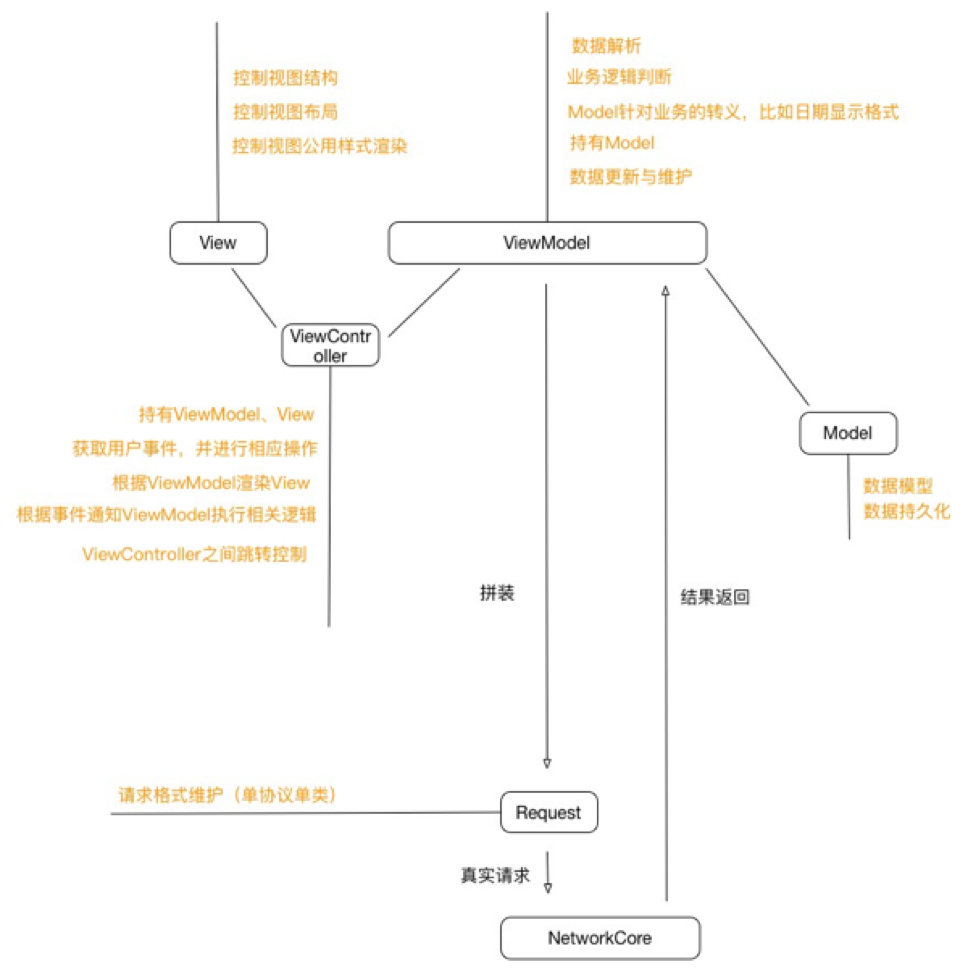 控制视图结构
控制视图布局
控制视图公用样式渲染
数据解析
业务逻辑判断
Model针对业务的转义，比如日期显示格式
持有Model
数据更新与维护
View
ViewModel
ViewContr
oller
持有ViewModel、View
获取用户事件，并进行相应操作
根据ViewModel渲染View
根据事件通知ViewModel执行相关逻辑
ViewController之间跳转控制
Model
数据模型
数据持久化
拼装
结果返回
请求格式维护（单协议单类）
Request
真实请求
NetworkCore